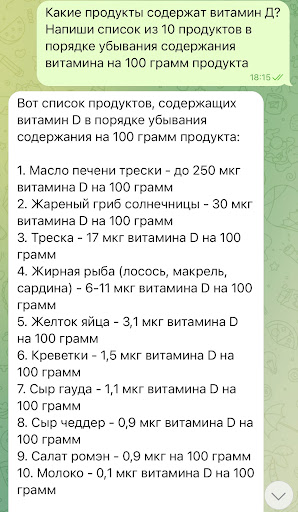 Какие продукты содержат витамин Д?
Напиши список из 10 продуктов в
порядке убывания содержания
витамина на 100 грамм продукта
18:15
Вот список продуктов, содержащих
витамин D в порядке убывания
содержания на 100 грамм продукта:
1. Масло печени трески - до 250 мкг
витамина D на 100 грамм
2. Жареный гриб солнечницы - 30 мкг
витамина D на 100 грамм
3. Треска - 17 мкг витамина D на 100
грамм
4. Жирная рыба (лосось, макрель,
сардина) - 6-11 мкг витамина D на 100
грамм
5. Желток яйца - 3,1 мкг витамина D
на 100 грамм
6. Креветки - 1,5 мкг витамина D на
100 грамм
7. Сыр гауда - 1,1 мкг витамина D на
100 грамм
8. Сыр чеддер - 0,9 мкг витамина D на
100 грамм
9. Салат ромэн - 0,9 мкг на 100 грамм
10. Молоко - 0,1 мкг витамина D на 100
грамм